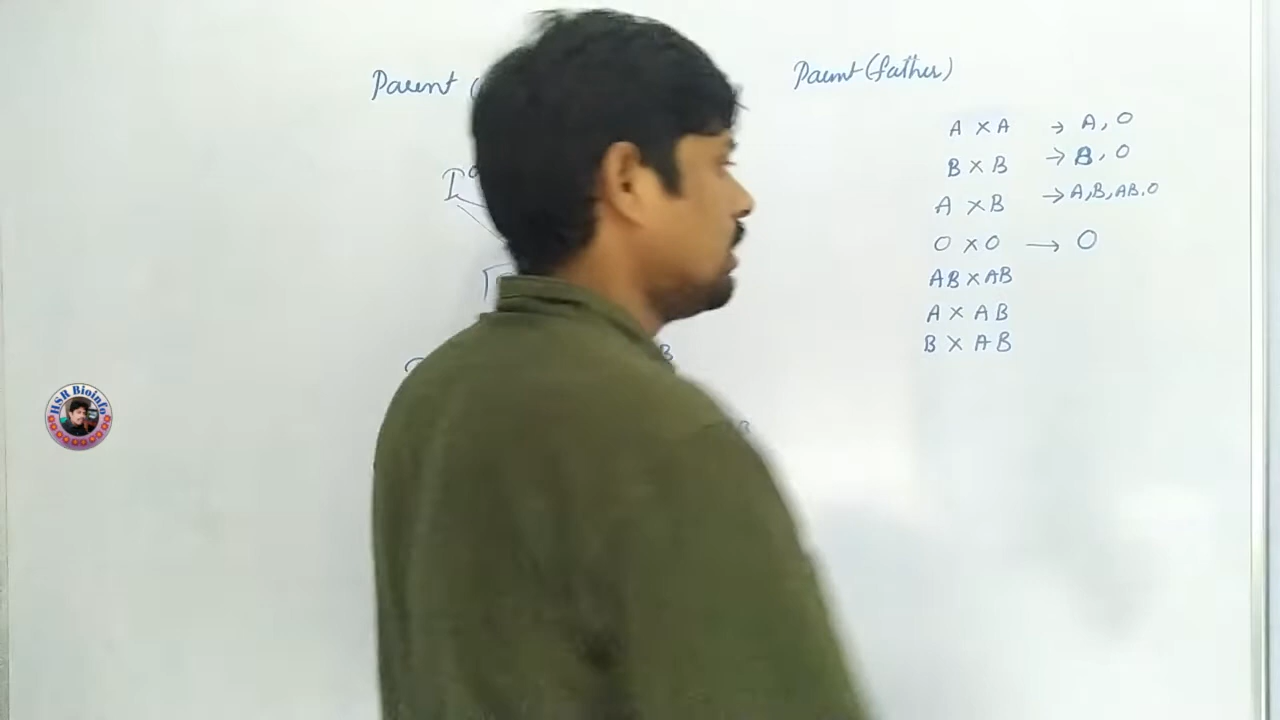 Parent (
Parent (father)
A × A → A, O
B × B → B, O
A × B → A, B, AB, O
O × O → O
AB × AB
A × AB
B × AB
I
B
B
HSR Bioinfo